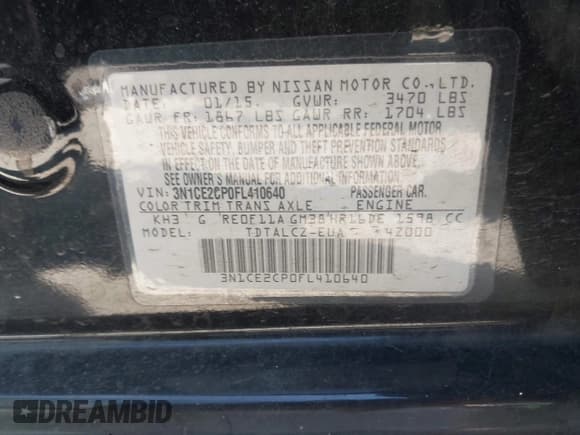 MANUFACTURED BY NISSAN MOTOR CO.,LTD.
DATE: 01/15. GVWR: 3470 LBS
GAWR FR: 1867 LBS GAWR RR: 1704 LBS
THIS VEHICLE CONFORMS TO ALL APPLICABLE FEDERAL MOTOR
VEHICLE SAFETY, BUMPER AND THEFT PREVENTION STANDARDS
IN EFFECT ON THE DATE OF MANUFACTURE SHOWN ABOVE.
SEE OWNER'S MANUAL FOR ADDITIONAL INFORMATION
VIN: 3N1CE2CP0FL410640 PASSENGER CAR.
COLOR TRIM TRANS AXLE ENGINE
KH3 G RE0F11A GM38 HR16DE 1598 CC
MODEL: TDTALCZ-EUA 42000
3N1CE2CP0FL410640
DREAMBID